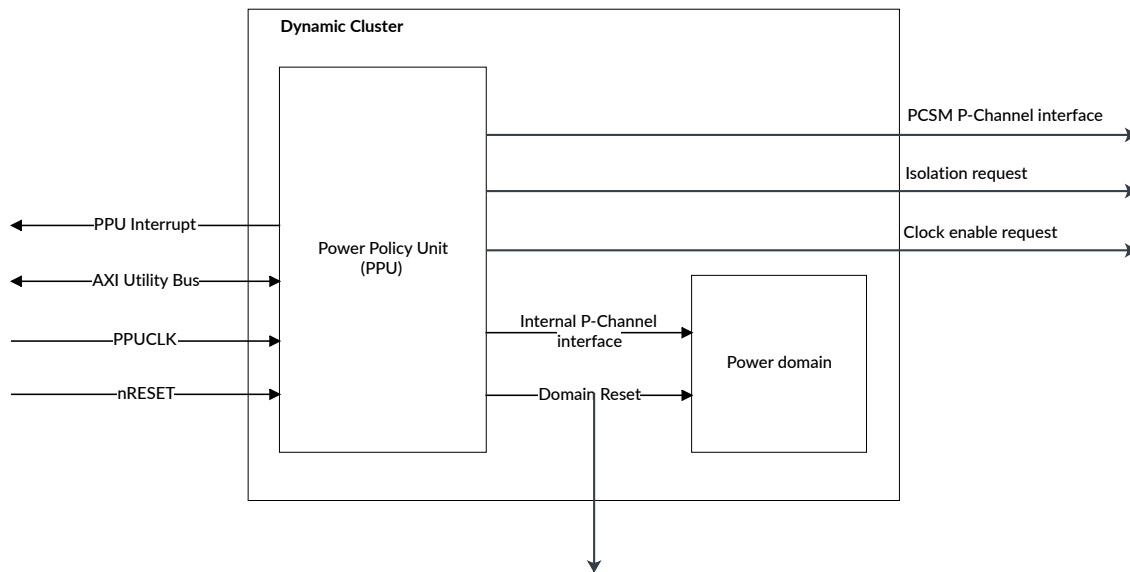 Dynamic Cluster
PCSM P-Channel interface
Isolation request
PPU Interrupt
Clock enable request
Power Policy Unit
(PPU)
AXI Utility Bus
Internal P-Channel
interface
PPUCLK
Power domain
nRESET
Domain Reset